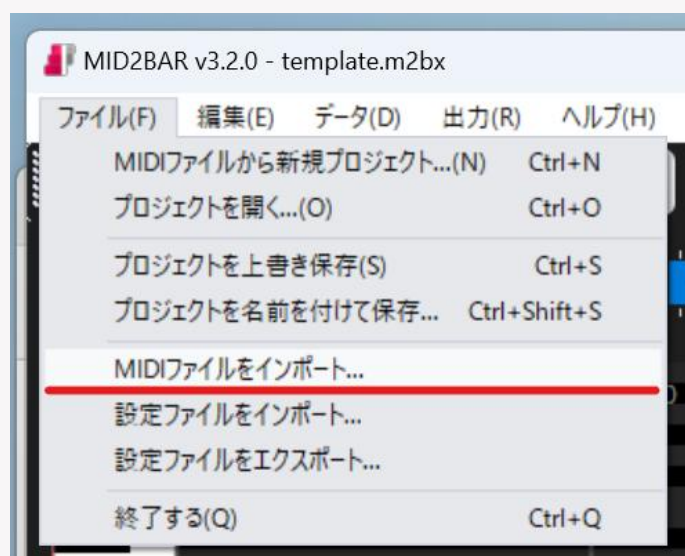 MID2BAR v3.2.0 - template.m2bx
ファイル(F) 編集(E) データ(D) 出力(R) ヘルプ(H)
MIDIファイルから新規プロジェクト...(N) Ctrl+N
プロジェクトを開く...(O) Ctrl+O
プロジェクトを上書き保存(S) Ctrl+S
プロジェクトを名前を付けて保存... Ctrl+Shift+S
MIDIファイルをインポート...
設定ファイルをインポート...
設定ファイルをエクスポート...
終了する(Q) Ctrl+Q